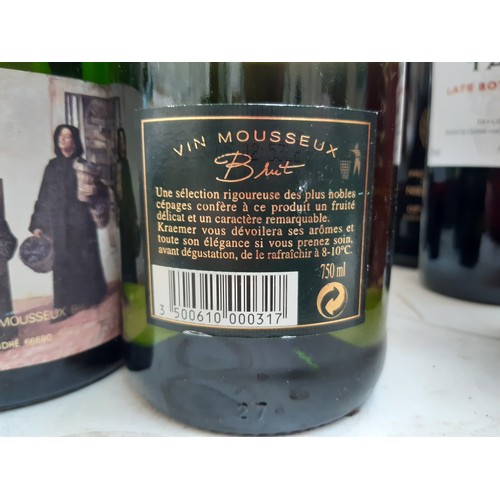 VIN MOUSSEUX
Brut
Une sélection rigoureuse des plus nobles
cépages confère à ce produit un fruité
délicat et un caractère remarquable.
Kraemer vous dévoilera ses arômes et
toute son élégance si vous prenez soin,
avant dégustation, de le rafraîchir à 8-10°C.
750 ml
3 500610 000317
27
MOUSSEUX
LATE BOT